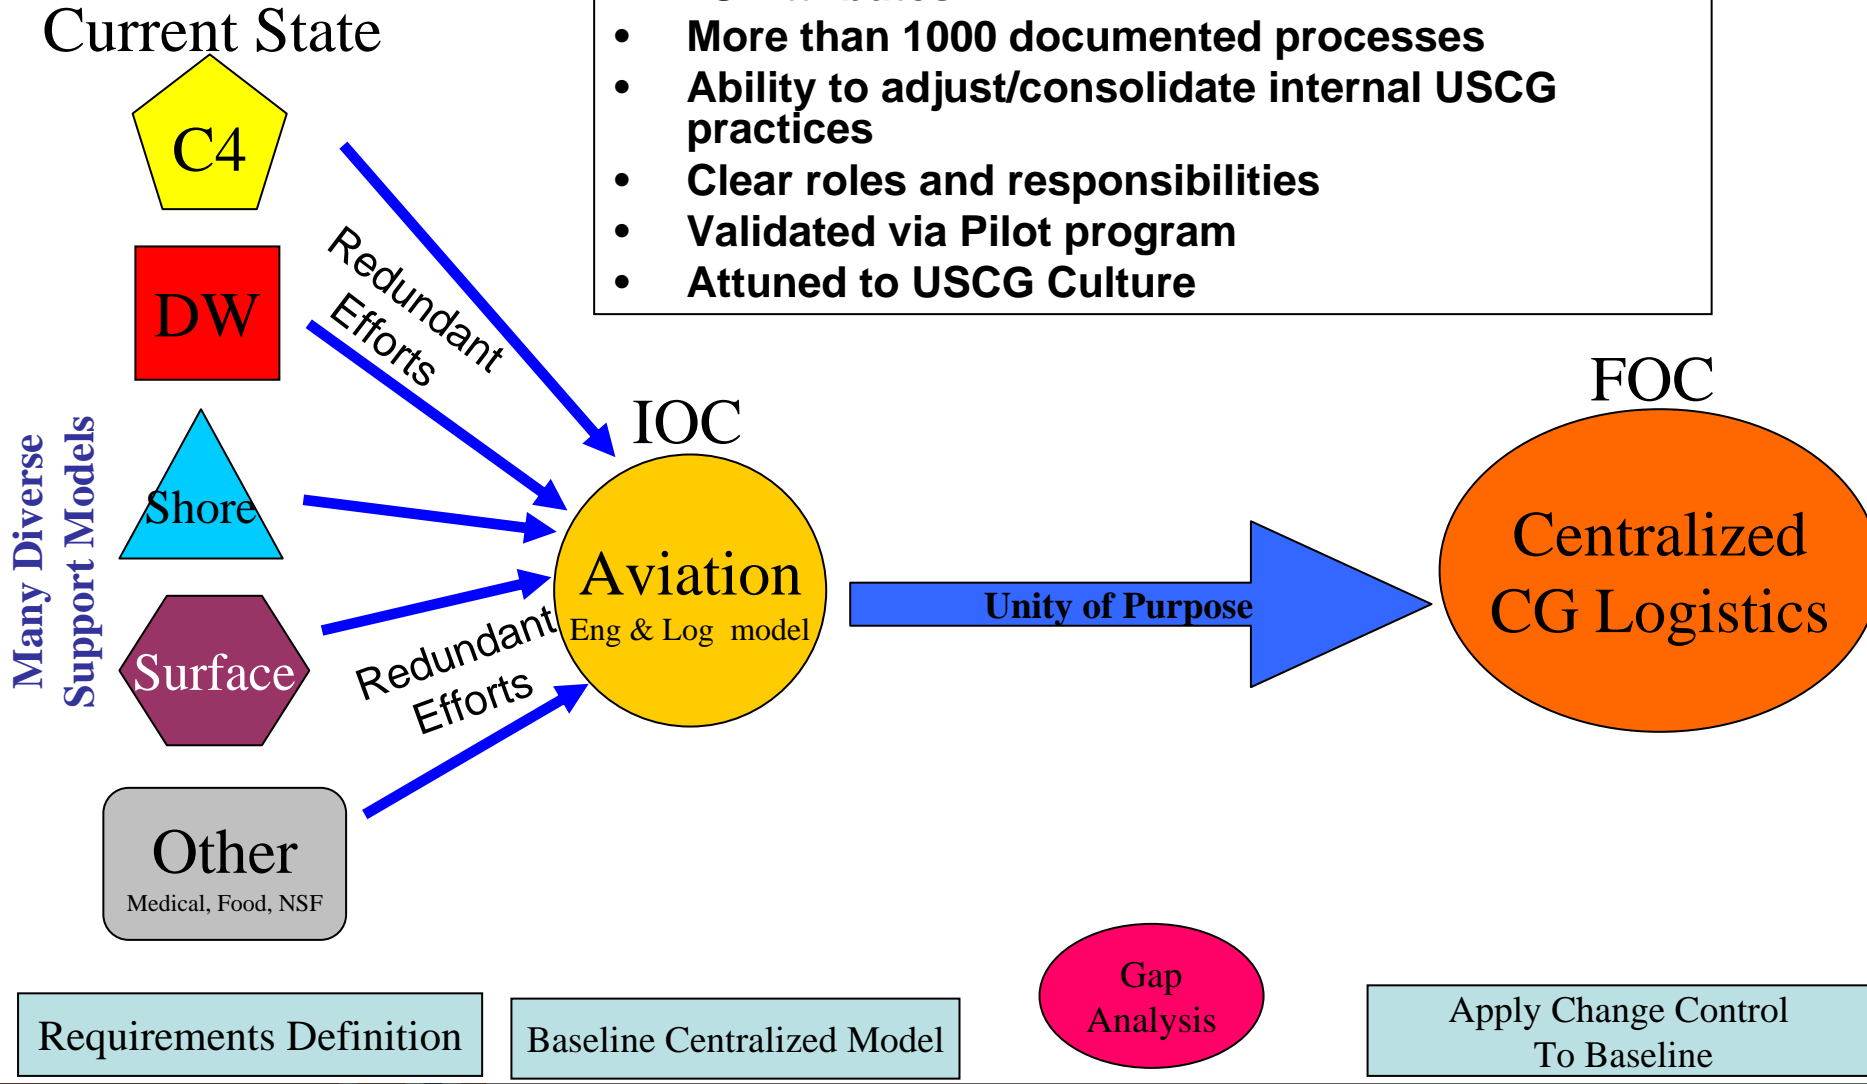 Current State
• More than 1000 documented processes
• Ability to adjust/consolidate internal USCG
practices
• Clear roles and responsibilities
• Validated via Pilot program
• Attuned to USCG Culture
C4
DW
Shore
Surface
Other
Medical, Food, NSF
Many Diverse
Support Models
Redundant
Efforts
Redundant
Efforts
IOC
Aviation
Eng & Log model
Unity of Purpose
FOC
Centralized
CG Logistics
Requirements Definition
Baseline Centralized Model
Gap
Analysis
Apply Change Control
To Baseline